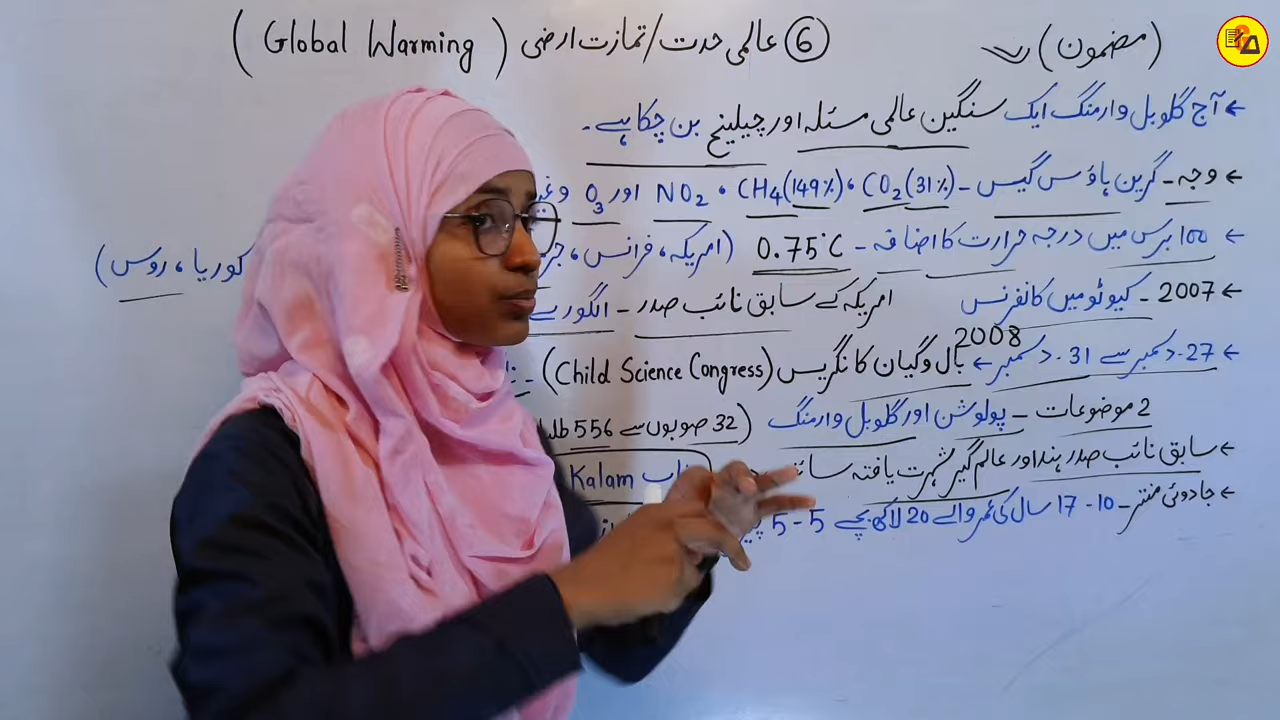 (مضمون) ⑥ عالمی حدت/تمازت ارضی (Global Warming)
← آج گلوبل وارمنگ ایک سنگین عالمی مسئلہ اور چیلینج بن چکا ہے۔
← وجہ - گرین ہاؤس گیس - CO2 (31%)، CH4 (149%)، NO2 اور O3 وغیر
← 100 برس میں درجہ حرارت کا اضافہ - 0.75°C (امریکہ، فرانس، کوریا، روس)
← 2007 - کیوٹو میں کانفرنس امریکہ کے سابق نائب صدر - الگورے
← 27 دسمبر سے 31 دسمبر 2008 ← بال وگیان کانگریس (Child Science Congress) -
2 موضوعات - پولوشن اور گلوبل وارمنگ (32 صوبوں سے 556
← سابق نائب صدر ہند اور عالم گیر شہرت یافتہ Kalam
← جادوئی منتر - 10 - 17 سال کی عمر والے 20 لاکھ بچے 5 - 5